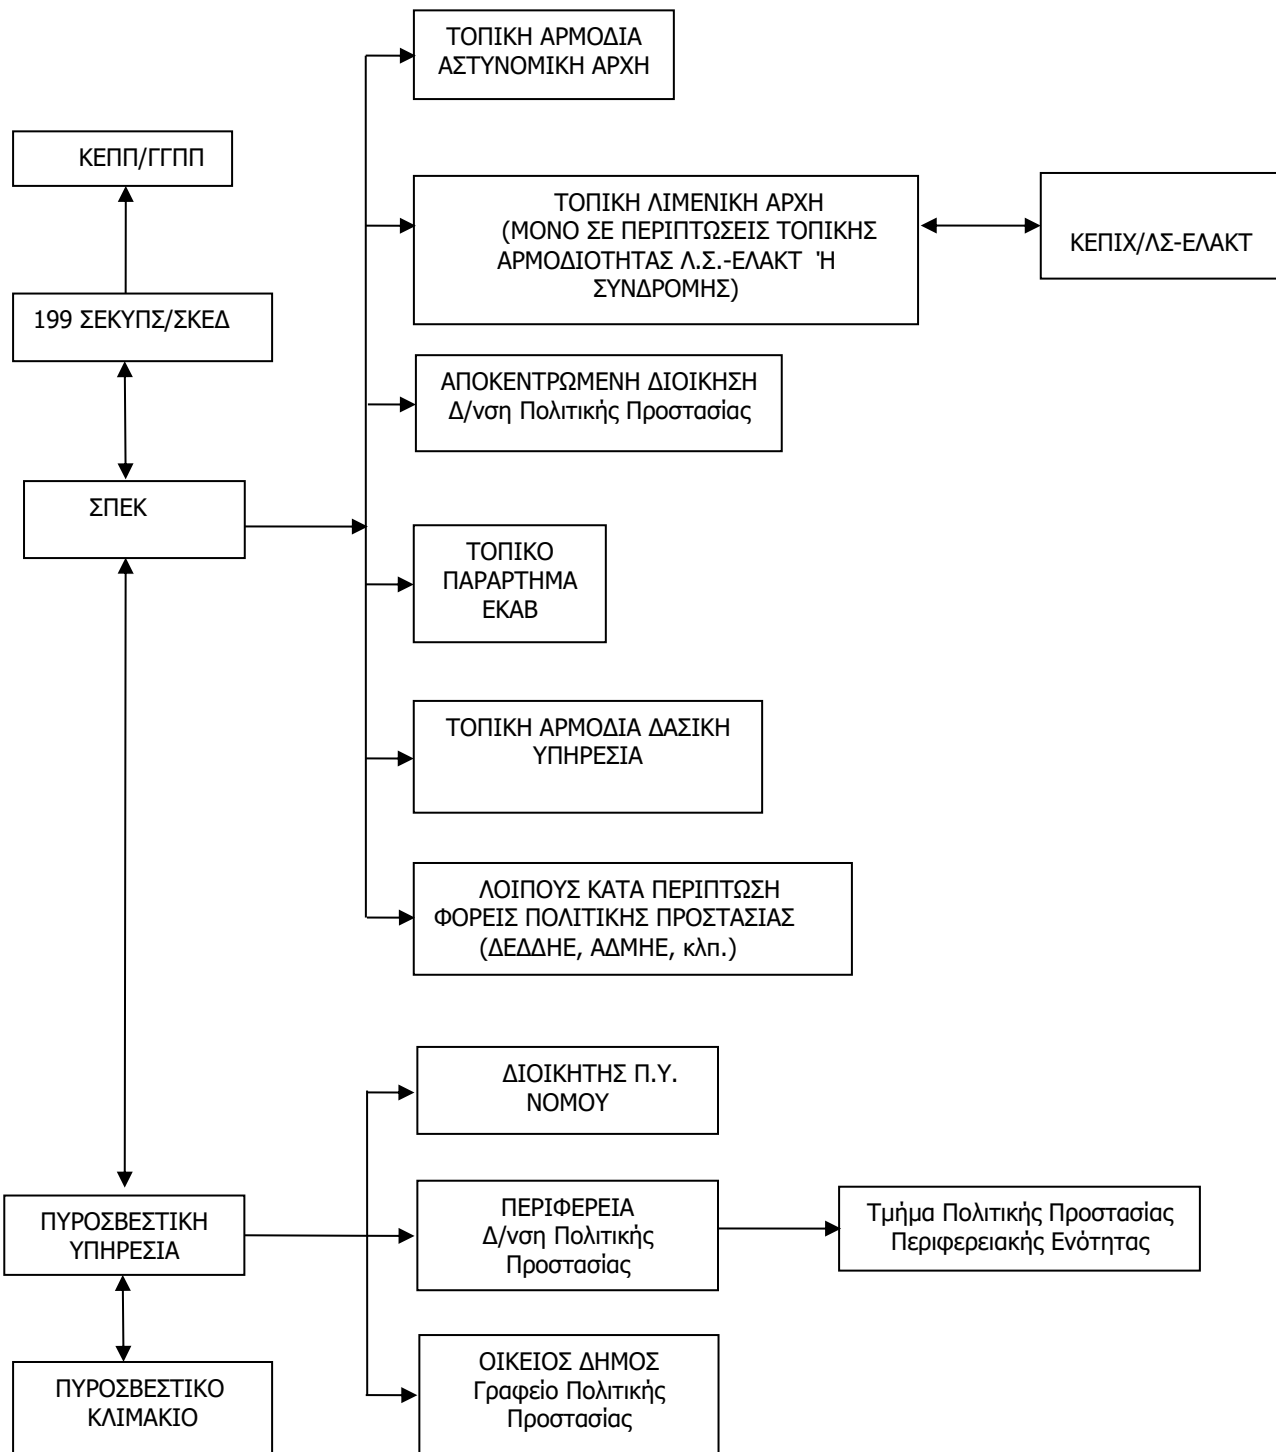 ΤΟΠΙΚΗ ΑΡΜΟΔΙΑ
ΑΣΤΥΝΟΜΙΚΗ ΑΡΧΗ
ΚΕΠΠ/ΓΓΠΠ
ΤΟΠΙΚΗ ΛΙΜΕΝΙΚΗ ΑΡΧΗ
(ΜΟΝΟ ΣΕ ΠΕΡΙΠΤΩΣΕΙΣ ΤΟΠΙΚΗΣ
ΑΡΜΟΔΙΟΤΗΤΑΣ Λ.Σ.-ΕΛΑΚΤ Ή
ΣΥΝΔΡΟΜΗΣ)
ΚΕΠΙΧ/ΛΣ-ΕΛΑΚΤ
199 ΣΕΚΥΠΣ/ΣΚΕΔ
ΑΠΟΚΕΝΤΡΩΜΕΝΗ ΔΙΟΙΚΗΣΗ
Δ/νση Πολιτικής Προστασίας
ΣΠΕΚ
ΤΟΠΙΚΟ
ΠΑΡΑΡΤΗΜΑ
ΕΚΑΒ
ΤΟΠΙΚΗ ΑΡΜΟΔΙΑ ΔΑΣΙΚΗ
ΥΠΗΡΕΣΙΑ
ΛΟΙΠΟΥΣ ΚΑΤΑ ΠΕΡΙΠΤΩΣΗ
ΦΟΡΕΙΣ ΠΟΛΙΤΙΚΗΣ ΠΡΟΣΤΑΣΙΑΣ
(ΔΕΔΔΗΕ, ΑΔΜΗΕ, κλπ.)
ΔΙΟΙΚΗΤΗΣ Π.Υ.
ΝΟΜΟΥ
ΠΥΡΟΣΒΕΣΤΙΚΗ
ΥΠΗΡΕΣΙΑ
ΠΕΡΙΦΕΡΕΙΑ
Δ/νση Πολιτικής
Προστασίας
Τμήμα Πολιτικής Προστασίας
Περιφερειακής Ενότητας
ΠΥΡΟΣΒΕΣΤΙΚΟ
ΚΛΙΜΑΚΙΟ
ΟΙΚΕΙΟΣ ΔΗΜΟΣ
Γραφείο Πολιτικής
Προστασίας